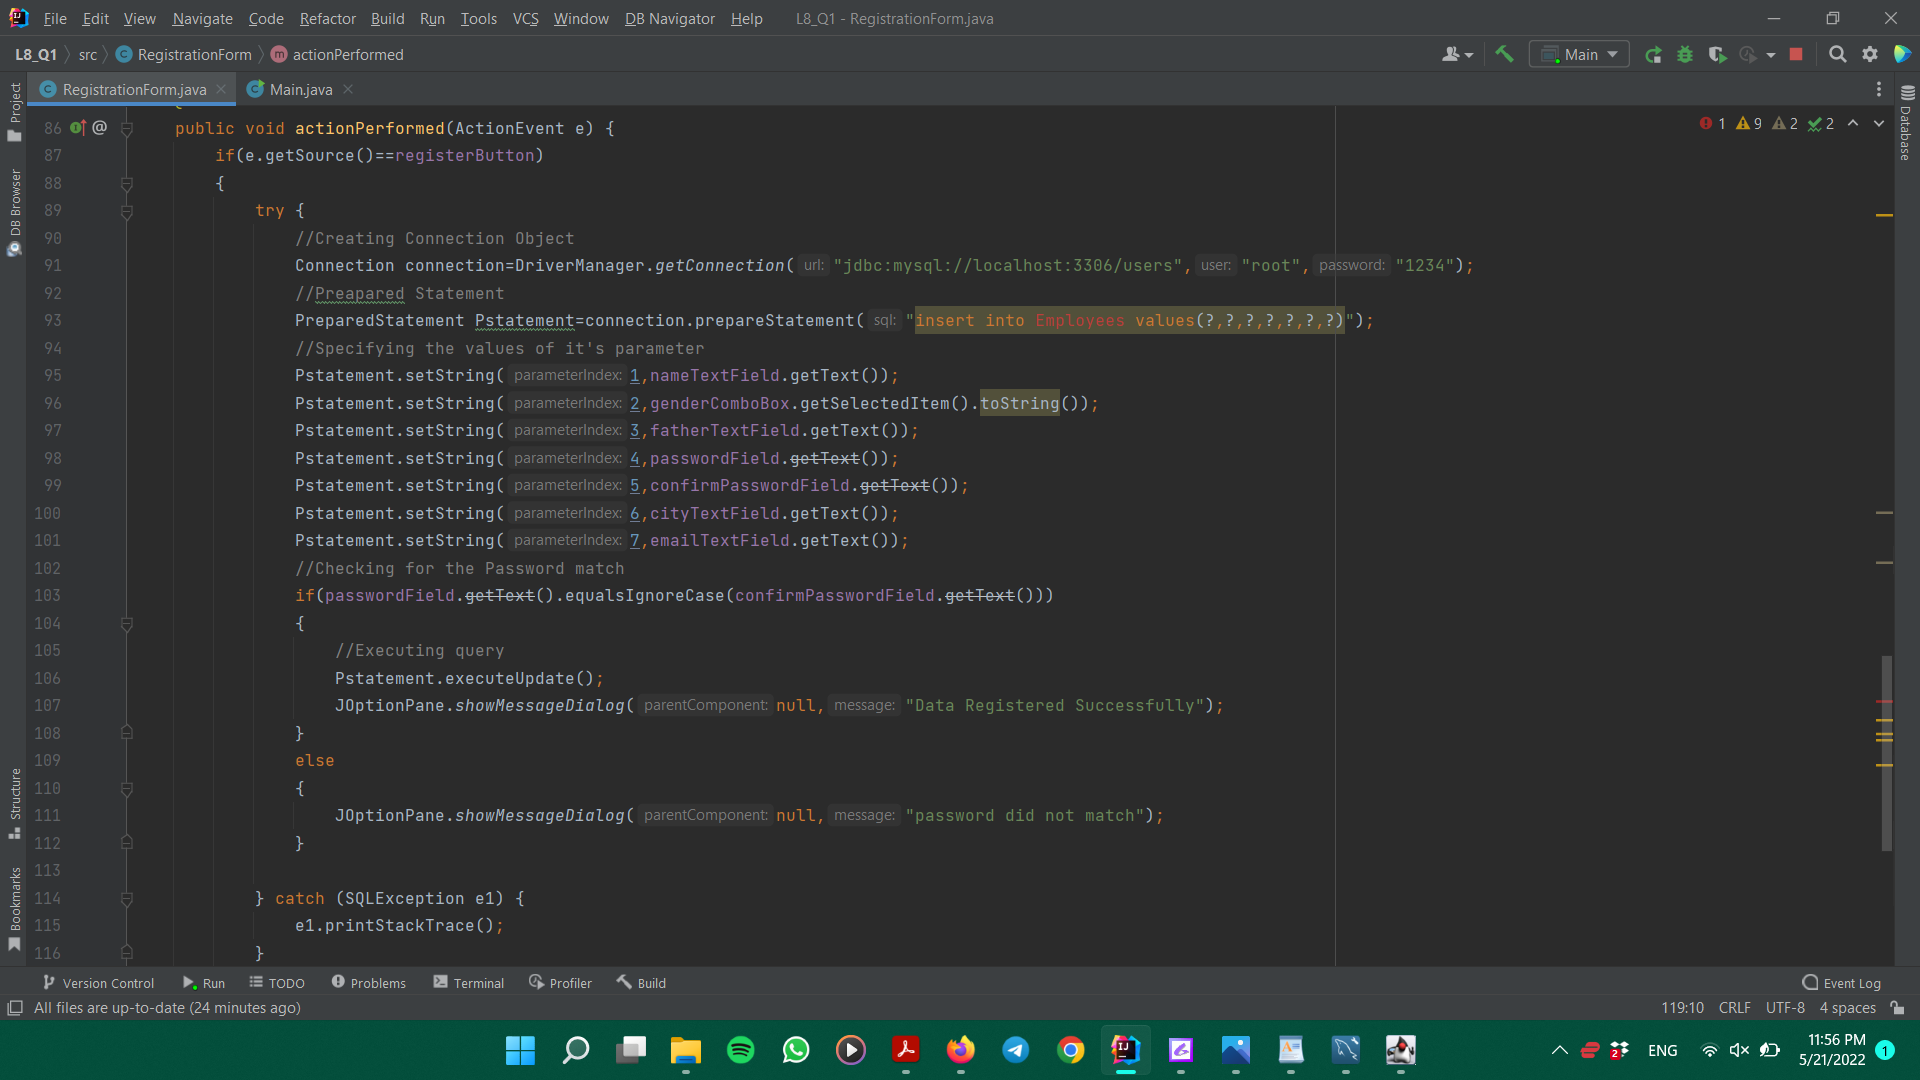 File Edit View Navigate Code Refactor Build Run Tools VCS Window DB Navigator Help L8_Q1 - RegistrationForm.java
L8_Q1 src RegistrationForm actionPerformed Main
RegistrationForm.java Main.java
Project
DB Browser
Structure
Bookmarks
Database
1 9 2 2
86 public void actionPerformed(ActionEvent e) {
87 if(e.getSource()==registerButton)
88 {
89 try {
90 //Creating Connection Object
91 Connection connection=DriverManager.getConnection( url: "jdbc:mysql://localhost:3306/users", user: "root", password: "1234");
92 //Preapared Statement
93 PreparedStatement Pstatement=connection.prepareStatement( sql: "insert into Employees values(?,?,?,?,?,?,?)");
94 //Specifying the values of it's parameter
95 Pstatement.setString( parameterIndex: 1,nameTextField.getText());
96 Pstatement.setString( parameterIndex: 2,genderComboBox.getSelectedItem().toString());
97 Pstatement.setString( parameterIndex: 3,fatherTextField.getText());
98 Pstatement.setString( parameterIndex: 4,passwordField.getText());
99 Pstatement.setString( parameterIndex: 5,confirmPasswordField.getText());
100 Pstatement.setString( parameterIndex: 6,cityTextField.getText());
101 Pstatement.setString( parameterIndex: 7,emailTextField.getText());
102 //Checking for the Password match
103 if(passwordField.getText().equalsIgnoreCase(confirmPasswordField.getText()))
104 {
105 //Executing query
106 Pstatement.executeUpdate();
107 JOptionPane.showMessageDialog( parentComponent: null, message: "Data Registered Successfully");
108 }
109 else
110 {
111 JOptionPane.showMessageDialog( parentComponent: null, message: "password did not match");
112 }
113
114 } catch (SQLException e1) {
115 e1.printStackTrace();
116 }
Version Control Run TODO Problems Terminal Profiler Build Event Log
All files are up-to-date (24 minutes ago) 119:10 CRLF UTF-8 4 spaces
ENG 11:56 PM
5/21/2022 1